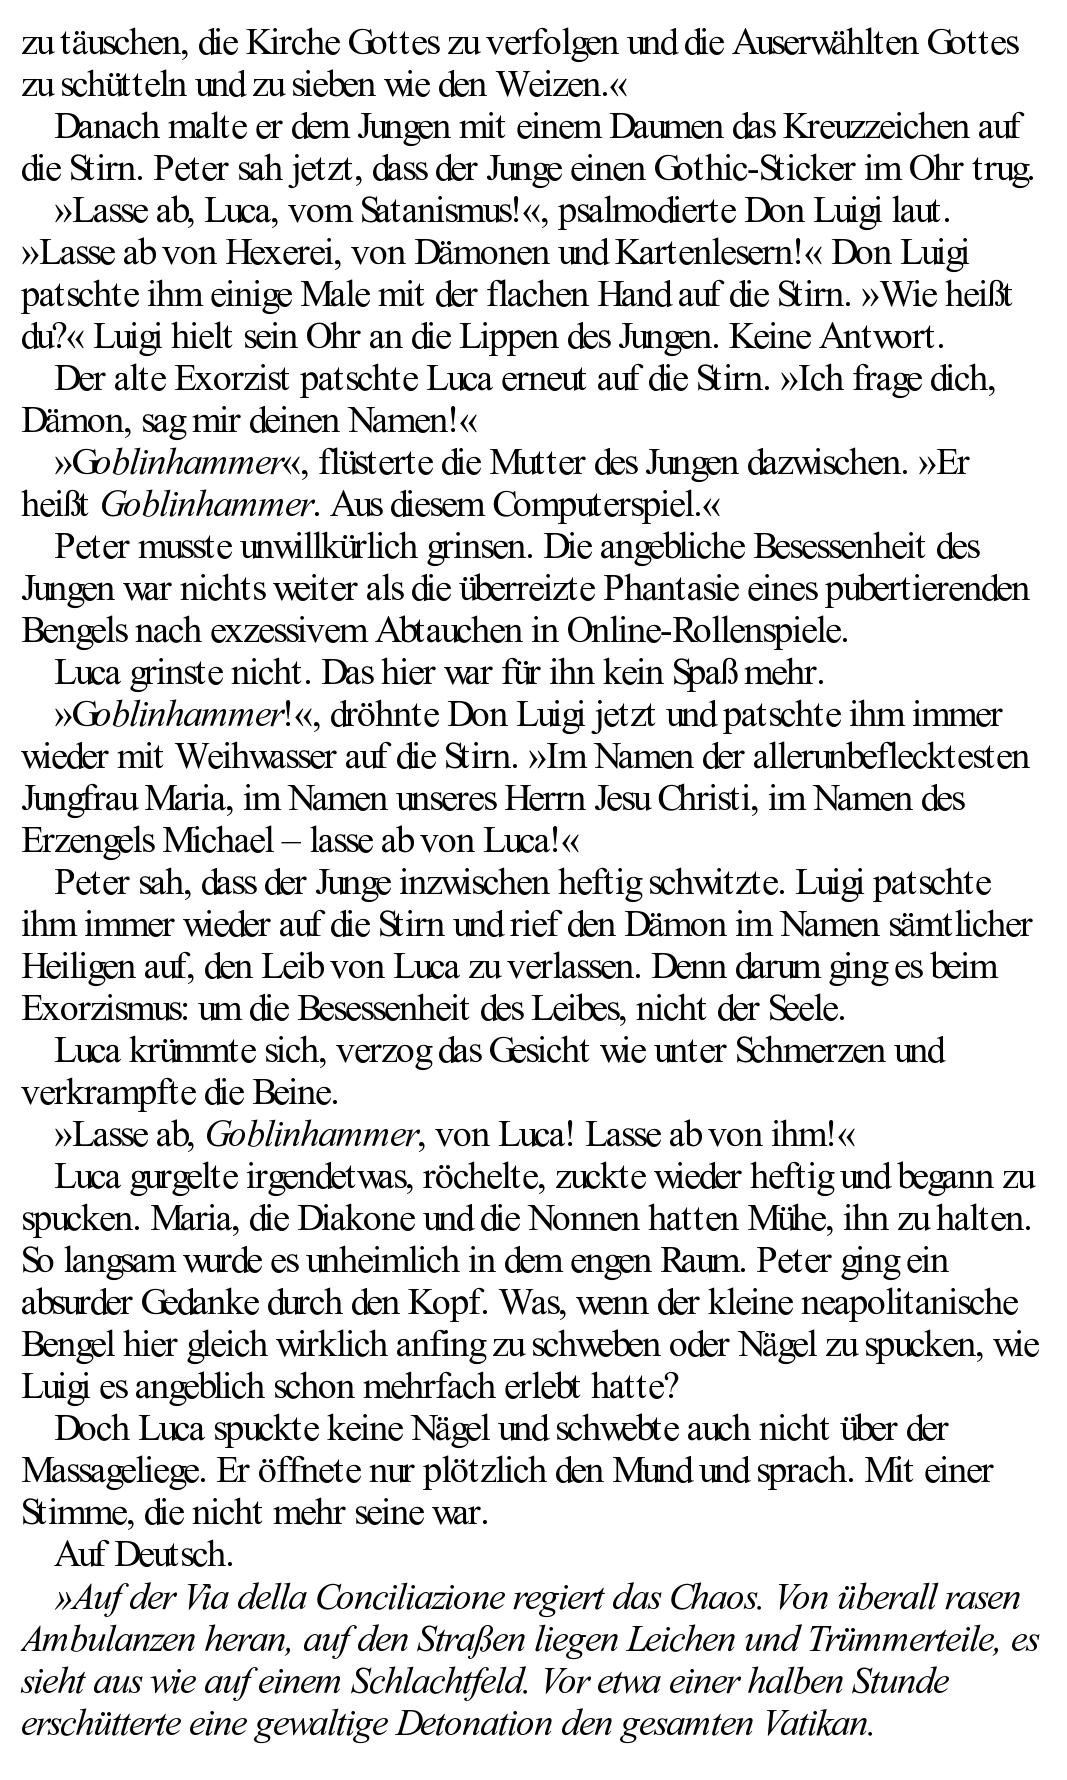 zu täuschen, die Kirche Gottes zu verfolgen und die Auserwählten Gottes
zu schütteln und zu sieben wie den Weizen.«
Danach malte er dem Jungen mit einem Daumen das Kreuzzeichen auf
die Stirn. Peter sah jetzt, dass der Junge einen Gothic-Sticker im Ohr trug.
»Lasse ab, Luca, vom Satanismus!«, psalmodierte Don Luigi laut.
»Lasse ab von Hexerei, von Dämonen und Kartenlesern!« Don Luigi
patschte ihm einige Male mit der flachen Hand auf die Stirn. »Wie heißt
du?« Luigi hielt sein Ohr an die Lippen des Jungen. Keine Antwort.
Der alte Exorzist patschte Luca erneut auf die Stirn. »Ich frage dich,
Dämon, sag mir deinen Namen!«
»Goblinhammer«, flüsterte die Mutter des Jungen dazwischen. »Er
heißt Goblinhammer. Aus diesem Computerspiel.«
Peter musste unwillkürlich grinsen. Die angebliche Besessenheit des
Jungen war nichts weiter als die überreizte Phantasie eines pubertierenden
Bengels nach exzessivem Abtauchen in Online-Rollenspiele.
Luca grinste nicht. Das hier war für ihn kein Spaß mehr.
»Goblinhammer!«, dröhnte Don Luigi jetzt und patschte ihm immer
wieder mit Weihwasser auf die Stirn. »Im Namen der allerunbeflecktesten
Jungfrau Maria, im Namen unseres Herrn Jesu Christi, im Namen des
Erzengels Michael – lasse ab von Luca!«
Peter sah, dass der Junge inzwischen heftig schwitzte. Luigi patschte
ihm immer wieder auf die Stirn und rief den Dämon im Namen sämtlicher
Heiligen auf, den Leib von Luca zu verlassen. Denn darum ging es beim
Exorzismus: um die Besessenheit des Leibes, nicht der Seele.
Luca krümmte sich, verzog das Gesicht wie unter Schmerzen und
verkrampfte die Beine.
»Lasse ab, Goblinhammer, von Luca! Lasse ab von ihm!«
Luca gurgelte irgendetwas, röchelte, zuckte wieder heftig und begann zu
spucken. Maria, die Diakone und die Nonnen hatten Mühe, ihn zu halten.
So langsam wurde es unheimlich in dem engen Raum. Peter ging ein
absurder Gedanke durch den Kopf. Was, wenn der kleine neapolitanische
Bengel hier gleich wirklich anfing zu schweben oder Nägel zu spucken, wie
Luigi es angeblich schon mehrfach erlebt hatte?
Doch Luca spuckte keine Nägel und schwebte auch nicht über der
Massageliege. Er öffnete nur plötzlich den Mund und sprach. Mit einer
Stimme, die nicht mehr seine war.
Auf Deutsch.
»Auf der Via della Conciliazione regiert das Chaos. Von überall rasen
Ambulanzen heran, auf den Straßen liegen Leichen und Trümmerteile, es
sieht aus wie auf einem Schlachtfeld. Vor etwa einer halben Stunde
erschütterte eine gewaltige Detonation den gesamten Vatikan.